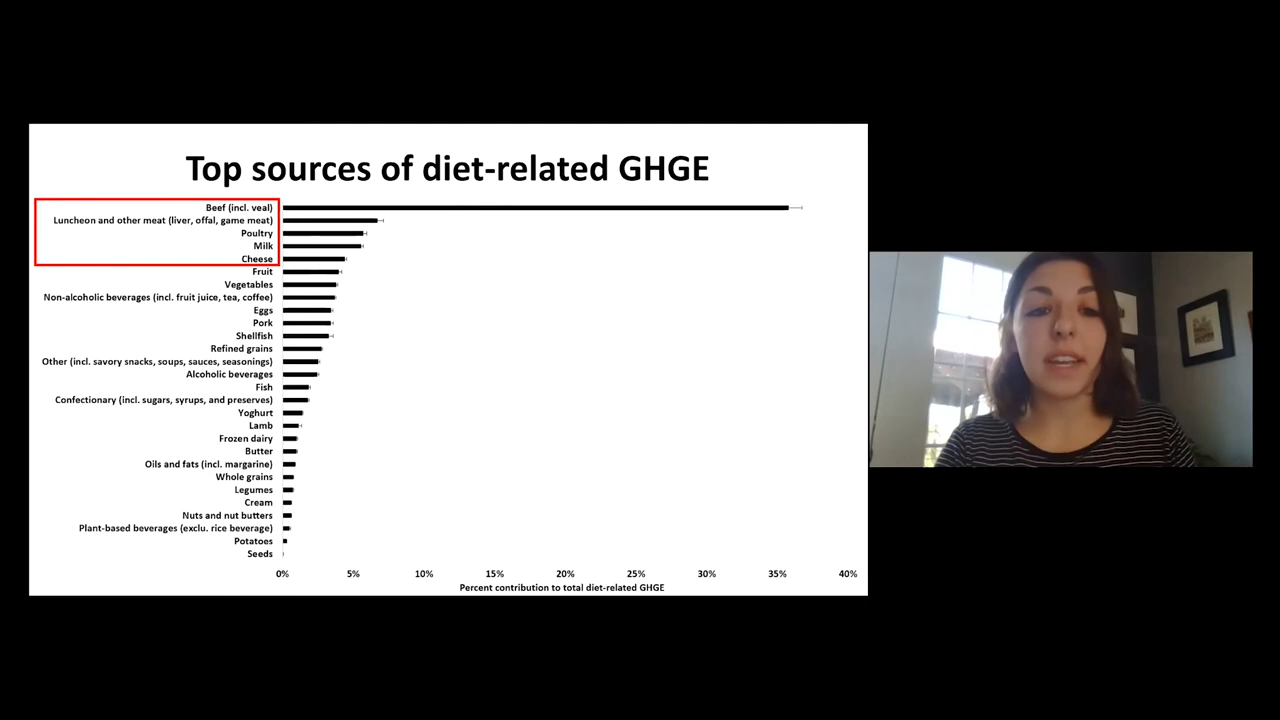 Top sources of diet-related GHGE
Beef (incl. veal)
Luncheon and other meat (liver, offal, game meat)
Poultry
Milk
Cheese
Fruit
Vegetables
Non-alcoholic beverages (incl. fruit juice, tea, coffee)
Eggs
Pork
Shellfish
Refined grains
Other (incl. savory snacks, soups, sauces, seasonings)
Alcoholic beverages
Fish
Confectionary (incl. sugars, syrups, and preserves)
Yoghurt
Lamb
Frozen dairy
Butter
Oils and fats (incl. margarine)
Whole grains
Legumes
Cream
Nuts and nut butters
Plant-based beverages (exclu. rice beverage)
Potatoes
Seeds
0% 5% 10% 15% 20% 25% 30% 35% 40%
Percent contribution to total diet-related GHGE